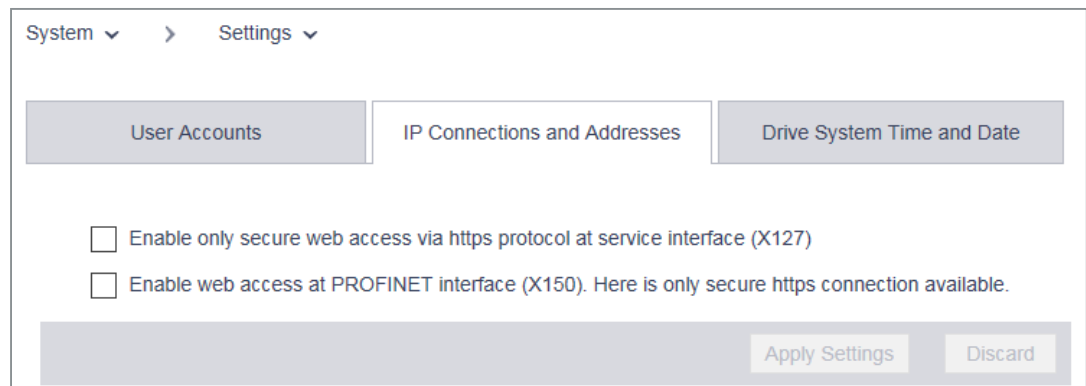 System > Settings
User Accounts
IP Connections and Addresses
Drive System Time and Date
Enable only secure web access via https protocol at service interface (X127)
Enable web access at PROFINET interface (X150). Here is only secure https connection available.
Apply Settings
Discard